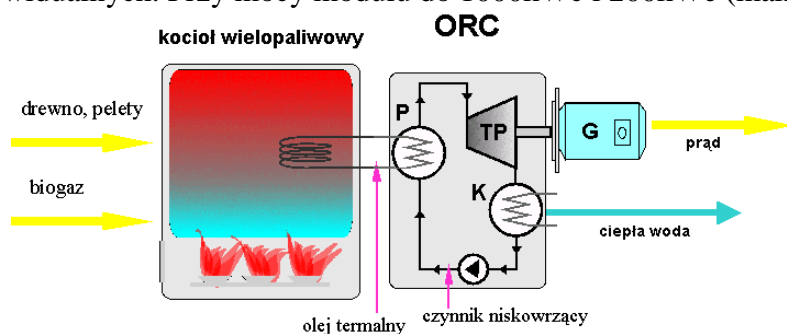 ORC
kocioł wielopaliwowy
drewno, pelety
biogaz
P
TP
G
prąd
K
ciepła woda
olej termalny
czynnik niskowrzący